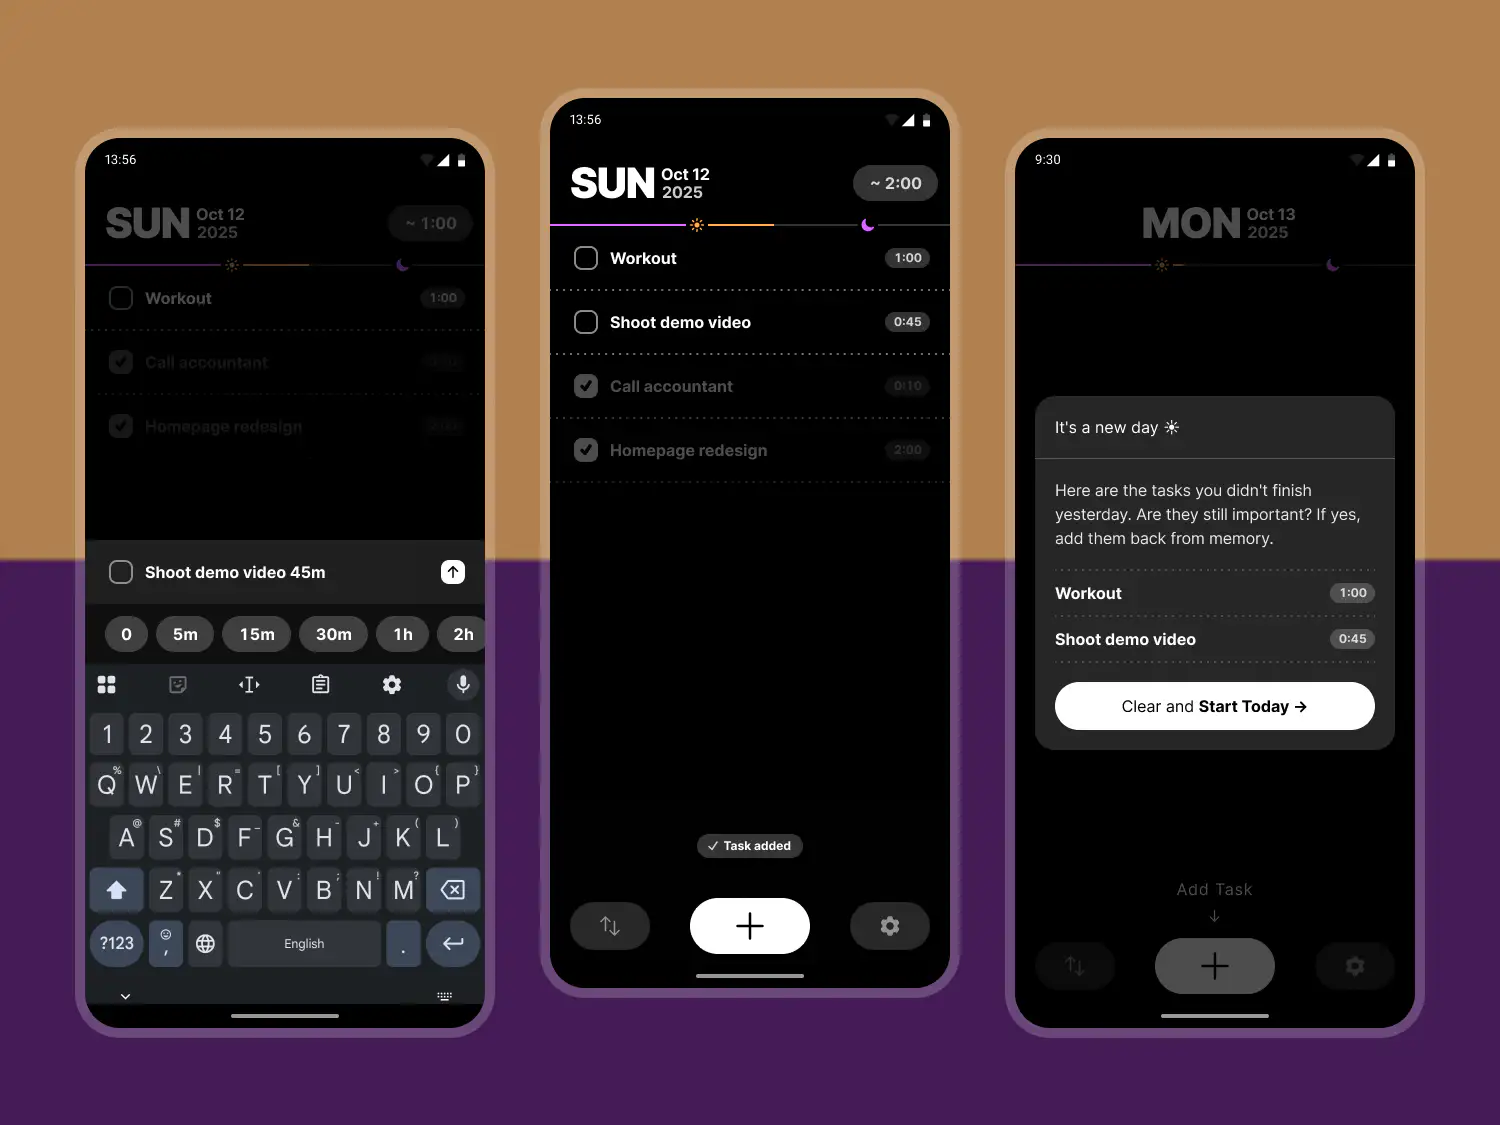 13:56
SUN Oct 12
2025
~ 1:00
Workout 1:00
Call accountant
Homepage redesign
Shoot demo video 45m
0 5m 15m 30m 1h 2h
1 2 3 4 5 6 7 8 9 0
% \ | = [ ] < > { }
Q W E R T Y U I O P
@ # $ _ & - + ( )
A S D F G H J K L
* " ' : ; ! ?
Z X C V B N M
?123 , English .
13:56
SUN Oct 12
2025
~ 2:00
Workout 1:00
Shoot demo video 0:45
Call accountant 0:10
Homepage redesign 2:00
Task added
9:30
MON Oct 13
2025
It's a new day
Here are the tasks you didn't finish
yesterday. Are they still important? If yes,
add them back from memory.
Workout 1:00
Shoot demo video 0:45
Clear and Start Today →
Add Task